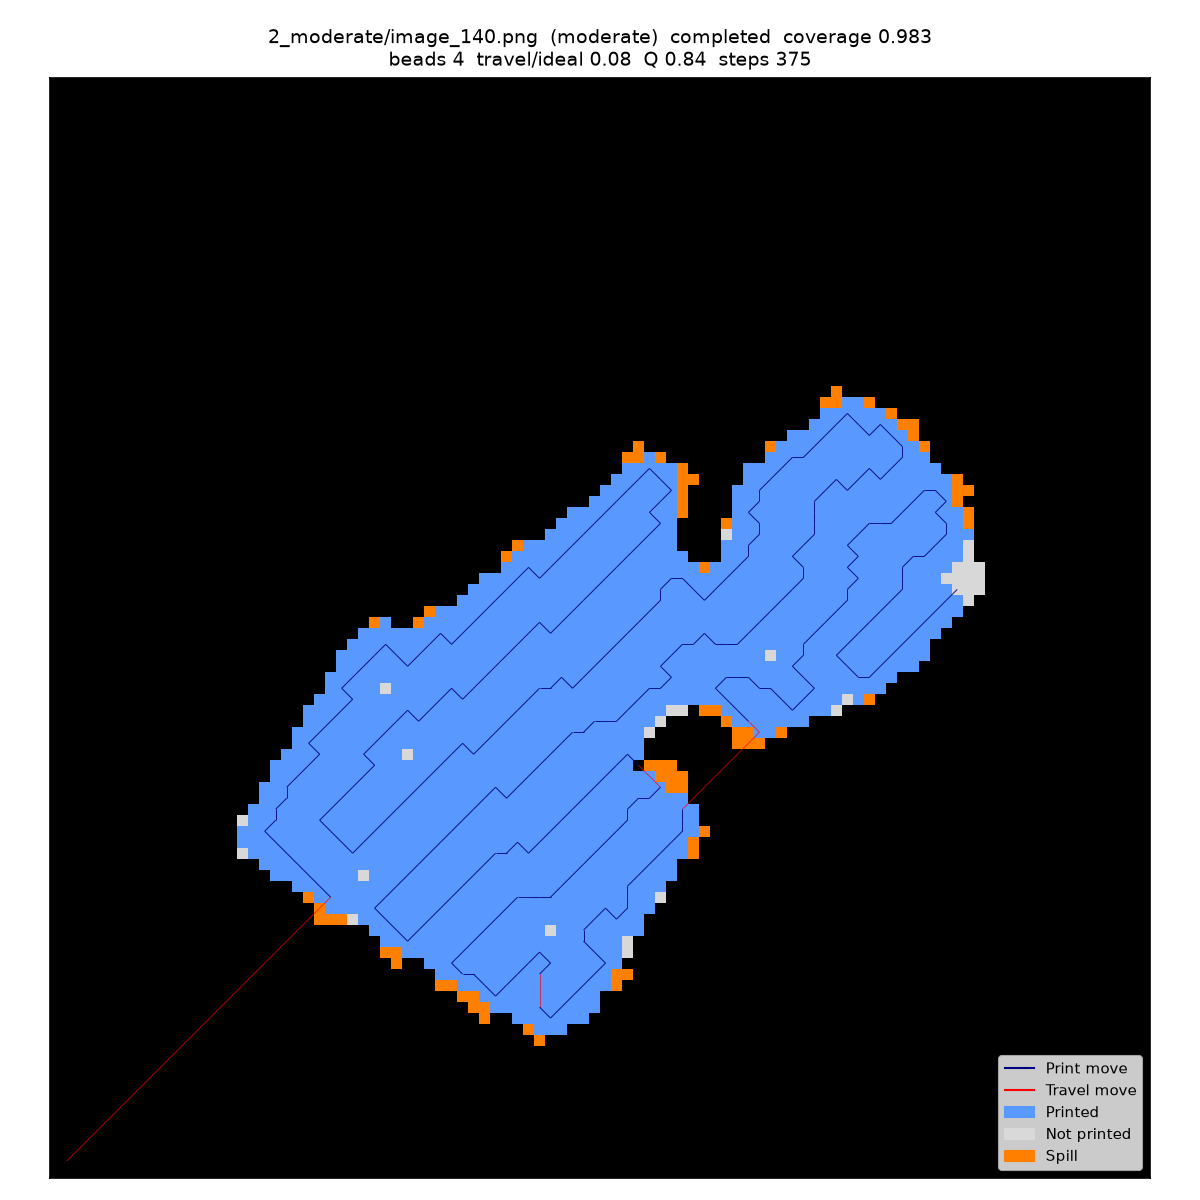 2_moderate/image_140.png  (moderate)  completed  coverage 0.983
beads 4  travel/ideal 0.08  Q 0.84  steps 375
Print move
Travel move
Printed
Not printed
Spill